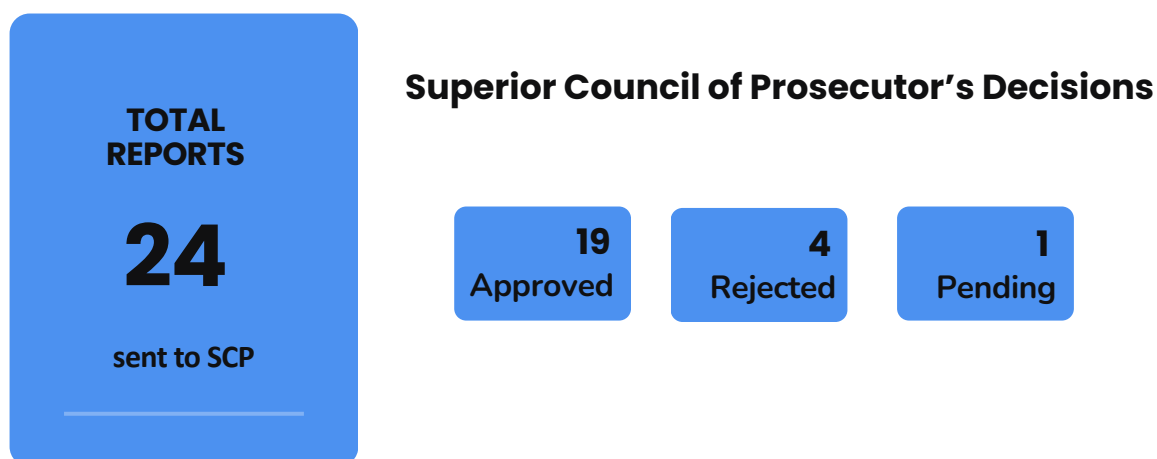 TOTAL
REPORTS
24
sent to SCP
Superior Council of Prosecutor’s Decisions
19
Approved
4
Rejected
1
Pending